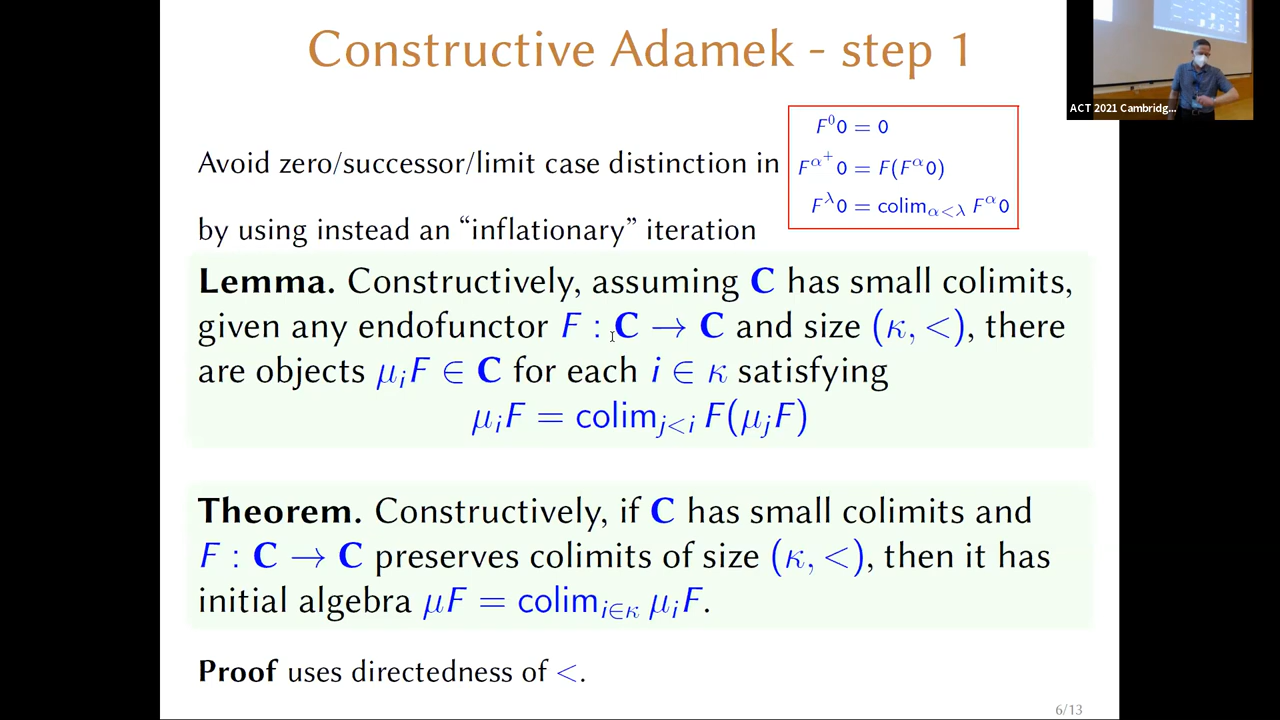 Constructive Adamek - step 1
ACT 2021 Cambridg...
F⁰0 = 0
Avoid zero/successor/limit case distinction in
F^{α⁺}0 = F(F^α0)
F^λ0 = colim_{α<λ} F^α0
by using instead an “inflationary” iteration
Lemma. Constructively, assuming C has small colimits,
given any endofunctor F : C → C and size (κ, <), there
are objects μ_iF ∈ C for each i ∈ κ satisfying
μ_iF = colim_{j<i} F(μ_jF)
Theorem. Constructively, if C has small colimits and
F : C → C preserves colimits of size (κ, <), then it has
initial algebra μF = colim_{i∈κ} μ_iF.
Proof uses directedness of <.
6/13